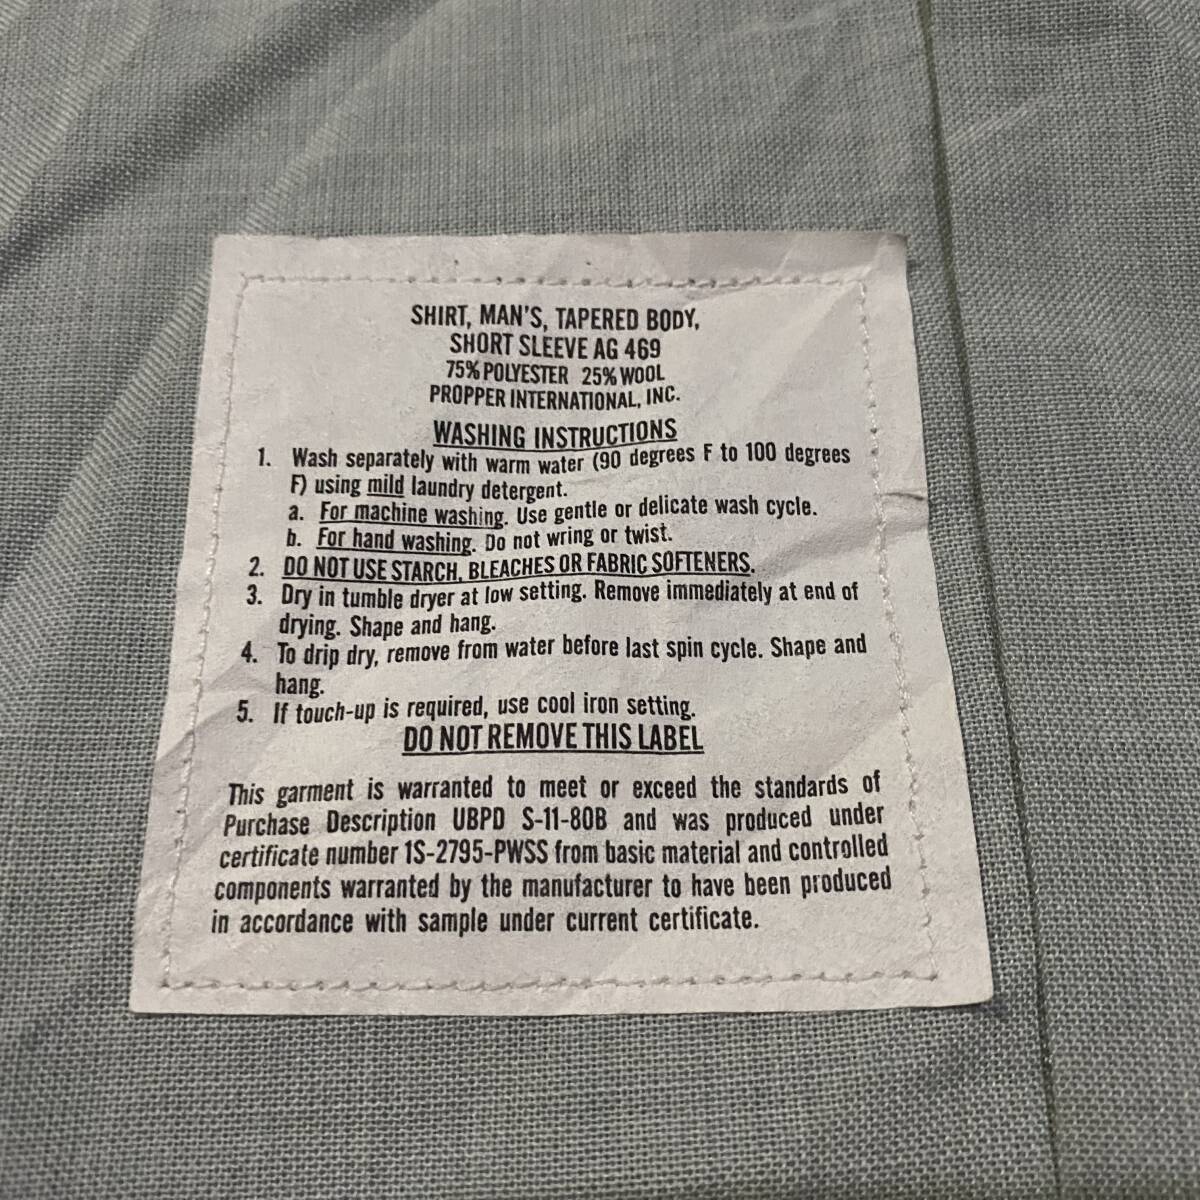 SHIRT, MAN'S, TAPERED BODY,
SHORT SLEEVE AG 469
75% POLYESTER 25% WOOL
PROPPER INTERNATIONAL, INC.
WASHING INSTRUCTIONS
1. Wash separately with warm water (90 degrees F to 100 degrees
F) using mild laundry detergent.
a. For machine washing. Use gentle or delicate wash cycle.
b. For hand washing. Do not wring or twist.
2. DO NOT USE STARCH, BLEACHES OR FABRIC SOFTENERS.
3. Dry in tumble dryer at low setting. Remove immediately at end of
drying. Shape and hang.
4. To drip dry, remove from water before last spin cycle. Shape and
hang.
5. If touch-up is required, use cool iron setting.
DO NOT REMOVE THIS LABEL
This garment is warranted to meet or exceed the standards of
Purchase Description UBPD S-11-80B and was produced under
certificate number 1S-2795-PWSS from basic material and controlled
components warranted by the manufacturer to have been produced
in accordance with sample under current certificate.